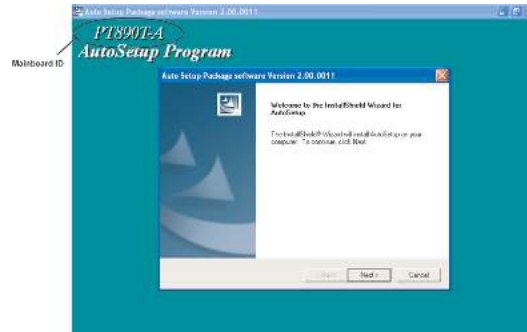 Auto Setup Package software Version 2.00.0011
PT890T-A
AutoSetup Program
Mainboard ID
Auto Setup Package software Version 2.00.0011
Welcome to the InstallShield Wizard for
AutoSetup
The InstallShield® Wizard will install AutoSetup on your
computer. To continue, click Next.
< Back
Next >
Cancel